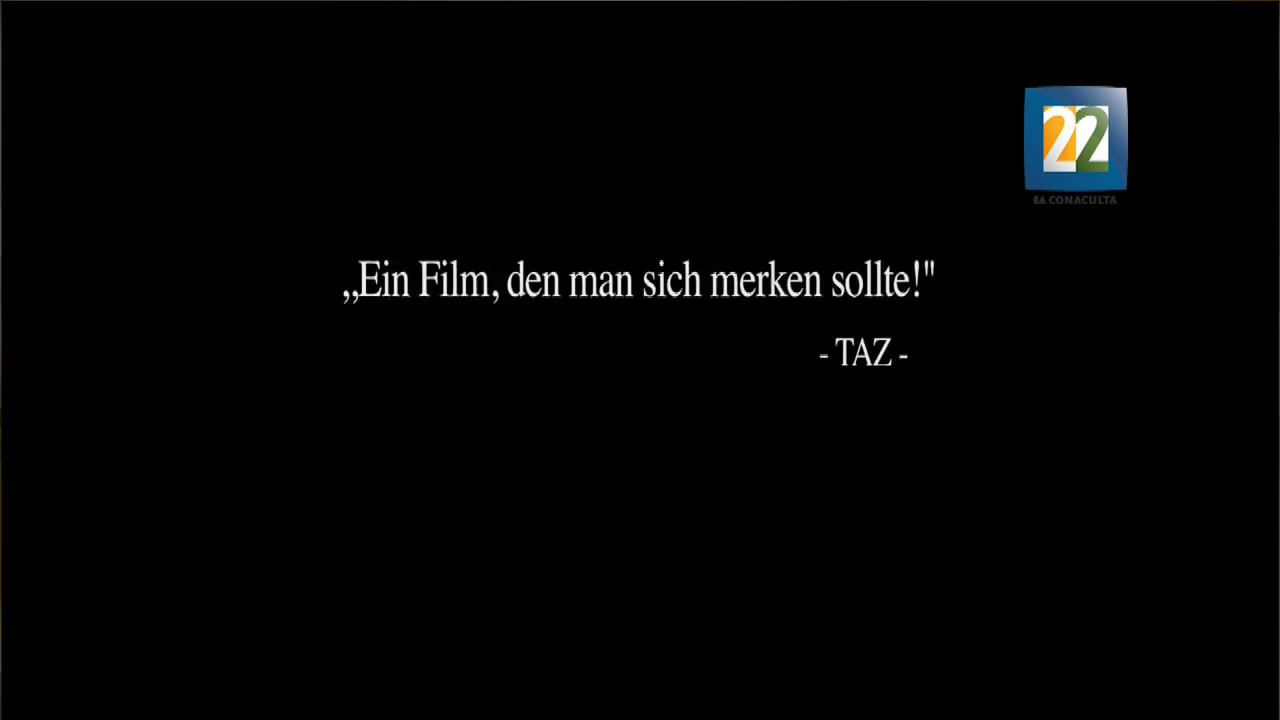 22
CONACULTA
„Ein Film, den man sich merken sollte!"
- TAZ -